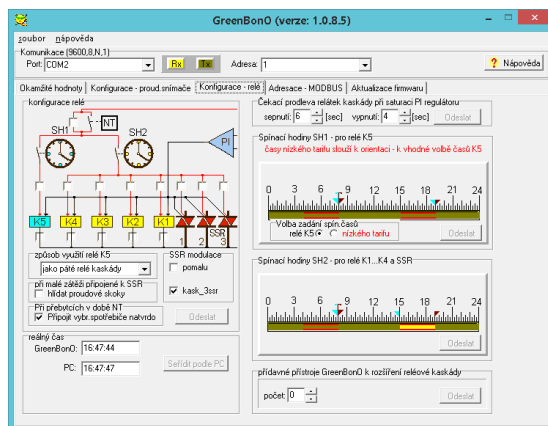 GreenBonO (verze: 1.0.8.5)
soubor nápověda
Komunikace (9600,8,N,1)
Port: COM2 Rx Tx Adresa: 1 Nápověda
Okamžité hodnoty Konfigurace - proud.snímače Konfigurace - relé Adresace - MODBUS Aktualizace firmwaru
konfigurace relé
NT
SH1 SH2
PI
K5 K4 K3 K2 K1 SSR
1 2 3
způsob využití relé K5
jako páté relé kaskády
při malé zátěži připojené k SSR
hlídat proudové skoky
Při přebytcích v době NT
Připojit vybr.spotřebiče natvrdo
SSR modulace
pomalu
kask_3ssr
Odeslat
reálný čas
GreenBonO: 16:47:44
PC: 16:47:47
Seřídit podle PC
Čekací prodleva relátek kaskády při saturaci PI regulátoru
sepnutí: 6 [sec] vypnutí: 4 [sec] Odeslat
Spínací hodiny SH1 - pro relé K5
časy nízkého tarifu slouží k orientaci - k vhodné volbě časů K5
0 3 6 9 12 15 18 21 24
Volba zadání spín.časů
relé K5 nízkého tarifu
Odeslat
Spínací hodiny SH2 - pro relé K1...K4 a SSR
0 3 6 9 12 15 18 21 24
Odeslat
přídavné přístroje GreenBonO k rozšíření reléové kaskády
počet: 0 Odeslat